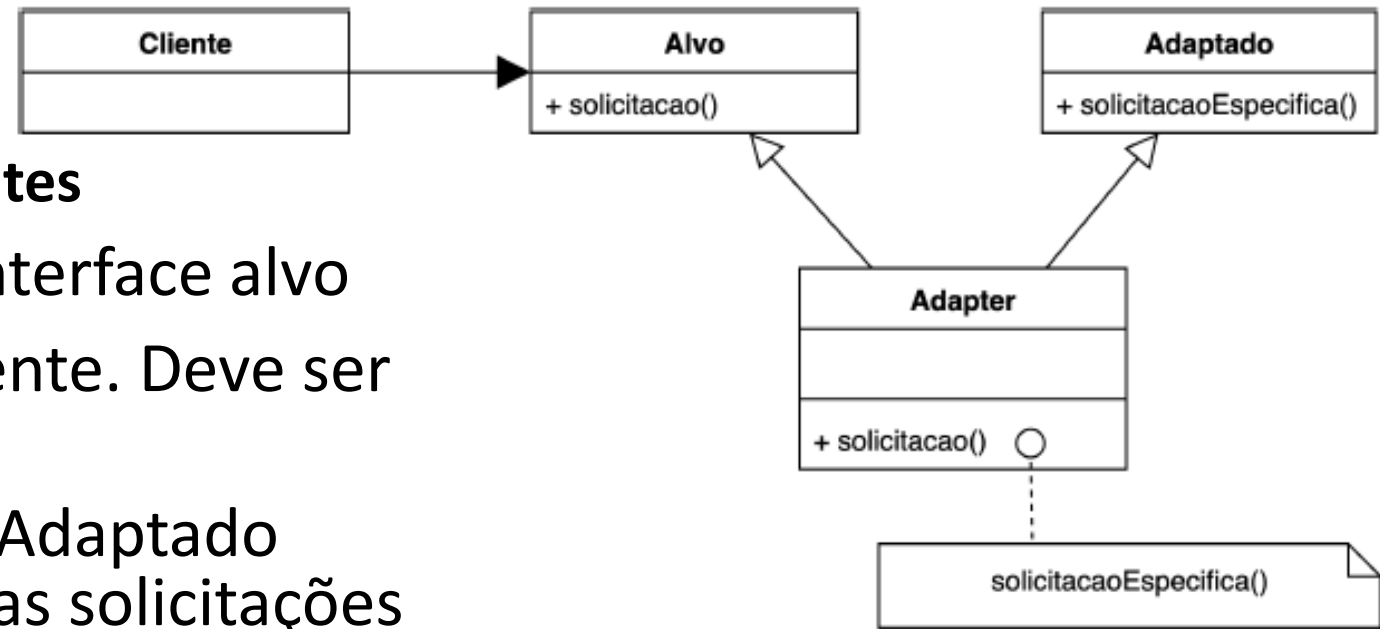 Cliente
Alvo
+ solicitacao()
Adaptado
+ solicitacaoEspecifica()
tes
nterface alvo
ente. Deve ser
Adaptado
as solicitações
Adapter
+ solicitacao()
solicitacaoEspecifica()